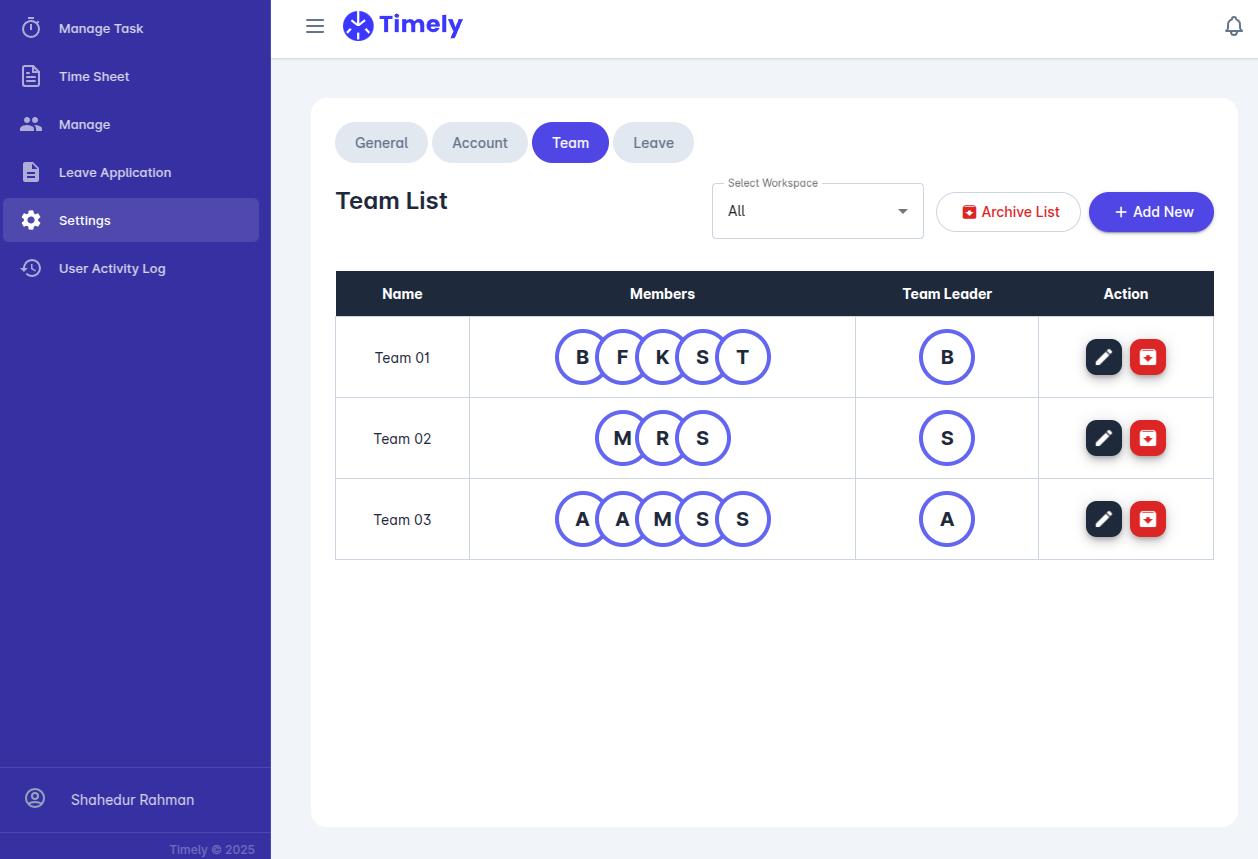 Manage Task
Time Sheet
Manage
Leave Application
Settings
User Activity Log
Shahedur Rahman
Timely © 2025
Timely
General Account Team Leave
Team List
Select Workspace
All
Archive List
+ Add New
Name Members Team Leader Action
Team 01 B F K S T B
Team 02 M R S S
Team 03 A A M S S A